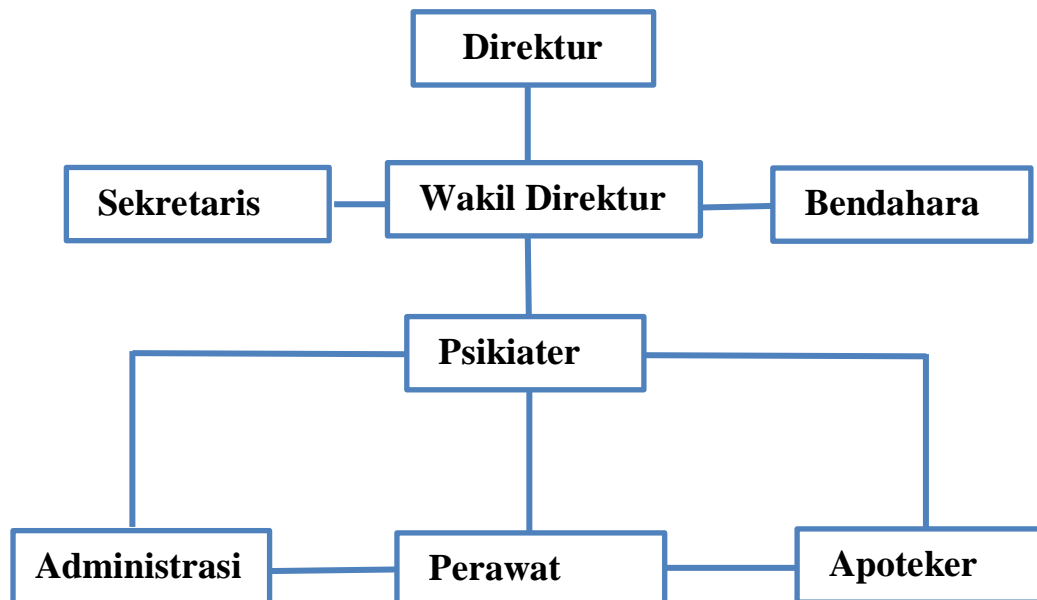 Direktur
Sekretaris
Wakil Direktur
Bendahara
Psikiater
Administrasi
Perawat
Apoteker